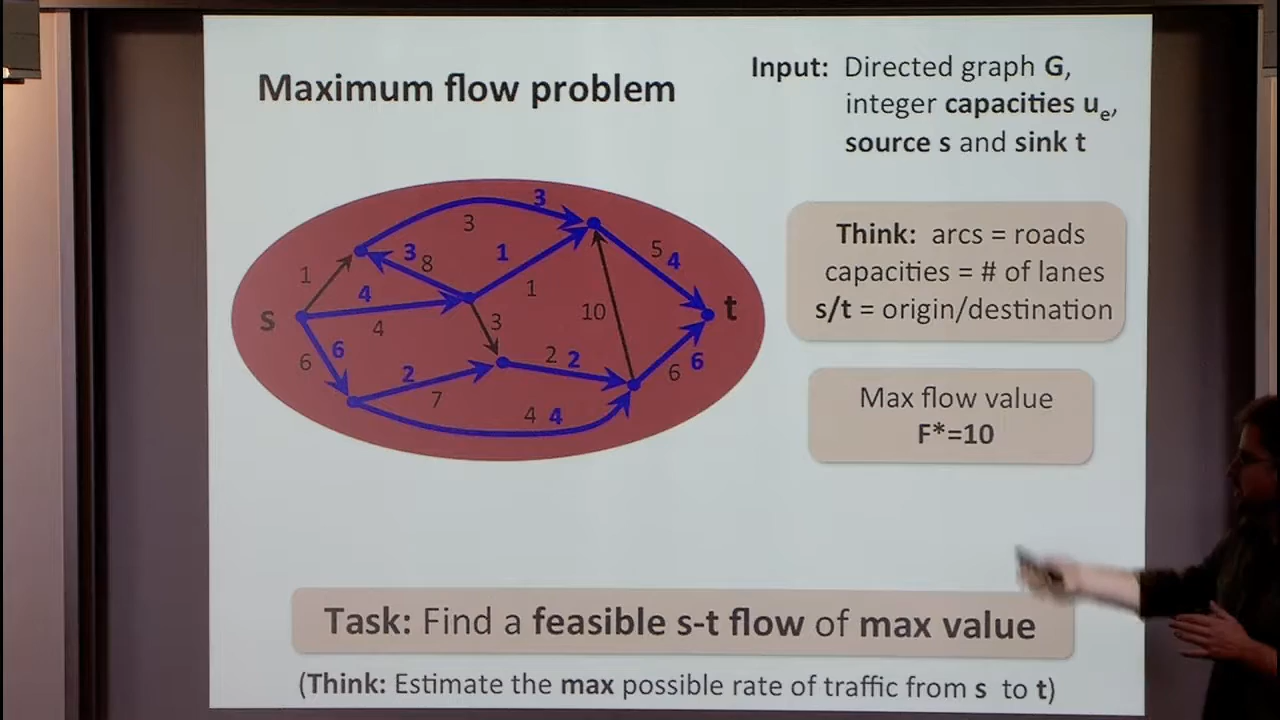 Maximum flow problem
Input: Directed graph G,
integer capacities uₑ,
source s and sink t
3
3
3
8
1
1
1
5
4
4
4
s
t
10
3
6
6
2
7
2
2
6
6
4
4
Think: arcs = roads
capacities = # of lanes
s/t = origin/destination
Max flow value
F*=10
Task: Find a feasible s-t flow of max value
(Think: Estimate the max possible rate of traffic from s to t)